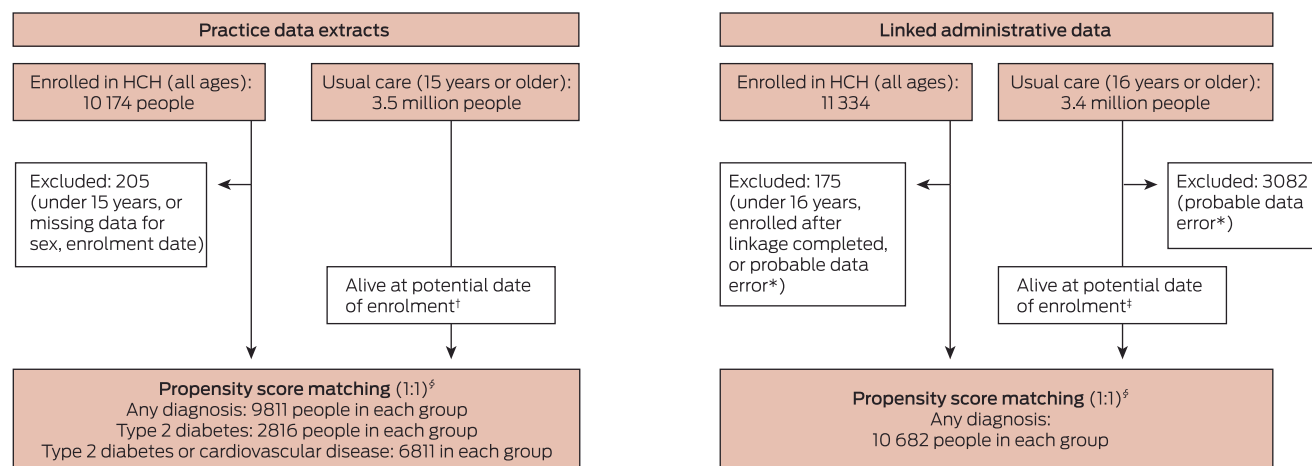 Practice data extracts
Enrolled in HCH (all ages):
10 174 people
Usual care (15 years or older):
3.5 million people
Excluded: 205
(under 15 years, or
missing data for
sex, enrolment date)
Alive at potential date
of enrolment†
Propensity score matching (1:1)§
Any diagnosis: 9811 people in each group
Type 2 diabetes: 2816 people in each group
Type 2 diabetes or cardiovascular disease: 6811 in each group
Linked administrative data
Enrolled in HCH (all ages):
11 334
Usual care (16 years or older):
3.4 million people
Excluded: 175
(under 16 years,
enrolled after
linkage completed,
or probable data
error*)
Excluded: 3082
(probable data
error*)
Alive at potential date
of enrolment‡
Propensity score matching (1:1)§
Any diagnosis:
10 682 people in each group